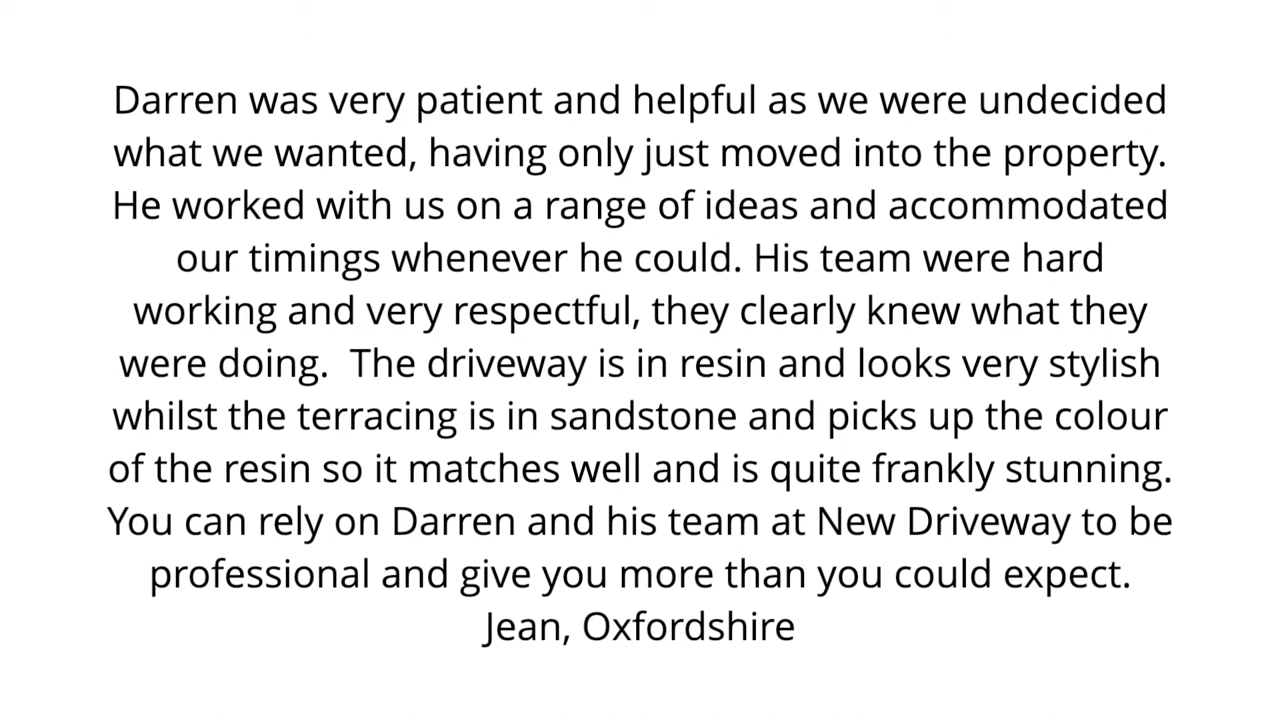 Darren was very patient and helpful as we were undecided
what we wanted, having only just moved into the property.
He worked with us on a range of ideas and accommodated
our timings whenever he could. His team were hard
working and very respectful, they clearly knew what they
were doing.  The driveway is in resin and looks very stylish
whilst the terracing is in sandstone and picks up the colour
of the resin so it matches well and is quite frankly stunning.
You can rely on Darren and his team at New Driveway to be
professional and give you more than you could expect.
Jean, Oxfordshire